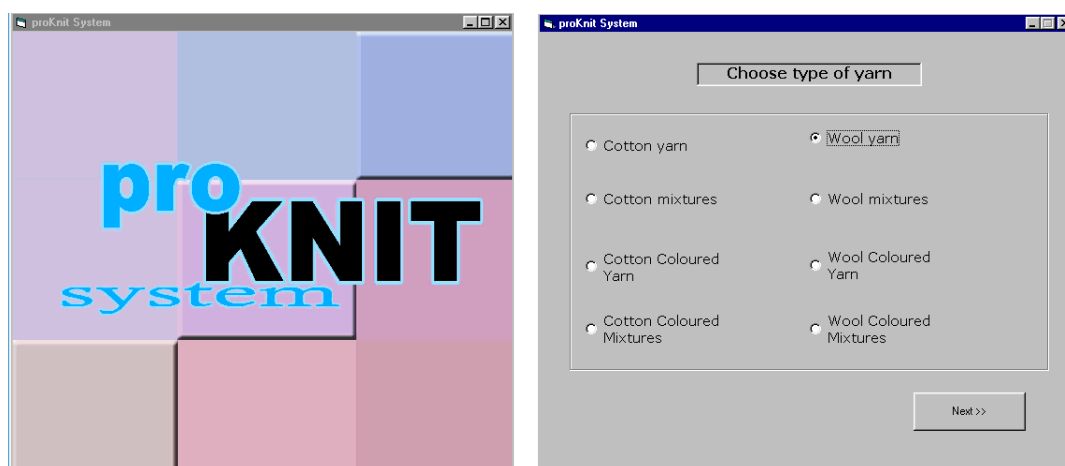 proKnit System
pro
KNIT
system
proKnit System
Choose type of yarn
Cotton yarn
Wool yarn
Cotton mixtures
Wool mixtures
Cotton Coloured
Yarn
Wool Coloured
Yarn
Cotton Coloured
Mixtures
Wool Coloured
Mixtures
Next >>